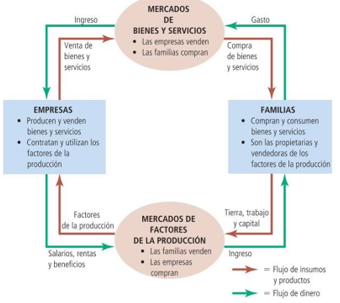 MERCADOS
DE
BIENES Y SERVICIOS
• Las empresas venden
• Las familias compran
Ingreso
Gasto
Venta de
bienes y
servicios
Compra
de bienes
y servicios
EMPRESAS
• Producen y venden
bienes y servicios
• Contratan y utilizan los
factores de la
producción
FAMILIAS
• Compran y consumen
bienes y servicios
• Son las propietarias y
vendedoras de los
factores de la producción
Factores
de la producción
Tierra, trabajo
y capital
MERCADOS DE
FACTORES
DE LA PRODUCCIÓN
• Las familias venden
• Las empresas
compran
Salarios, rentas
y beneficios
Ingreso
= Flujo de insumos
y productos
= Flujo de dinero